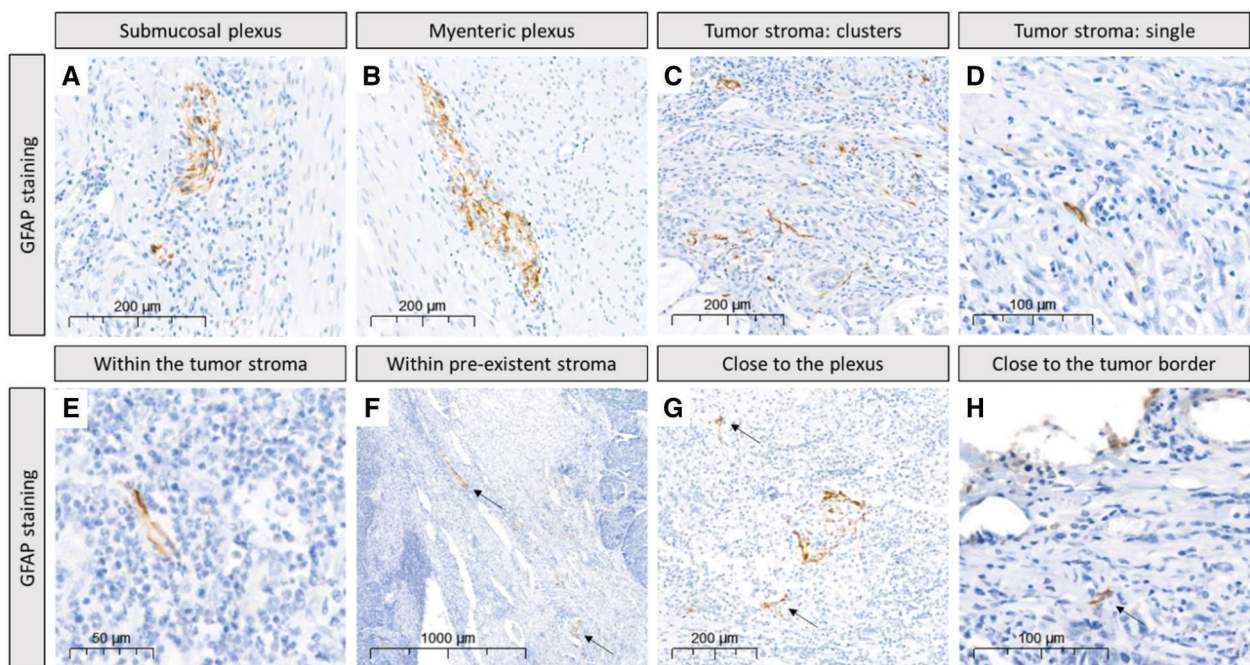 Submucosal plexus
Myenteric plexus
Tumor stroma: clusters
Tumor stroma: single
GFAP staining
A
B
C
D
200 µm
200 µm
200 µm
100 µm
Within the tumor stroma
Within pre-existent stroma
Close to the plexus
Close to the tumor border
GFAP staining
E
F
G
H
50 µm
1000 µm
200 µm
100 µm